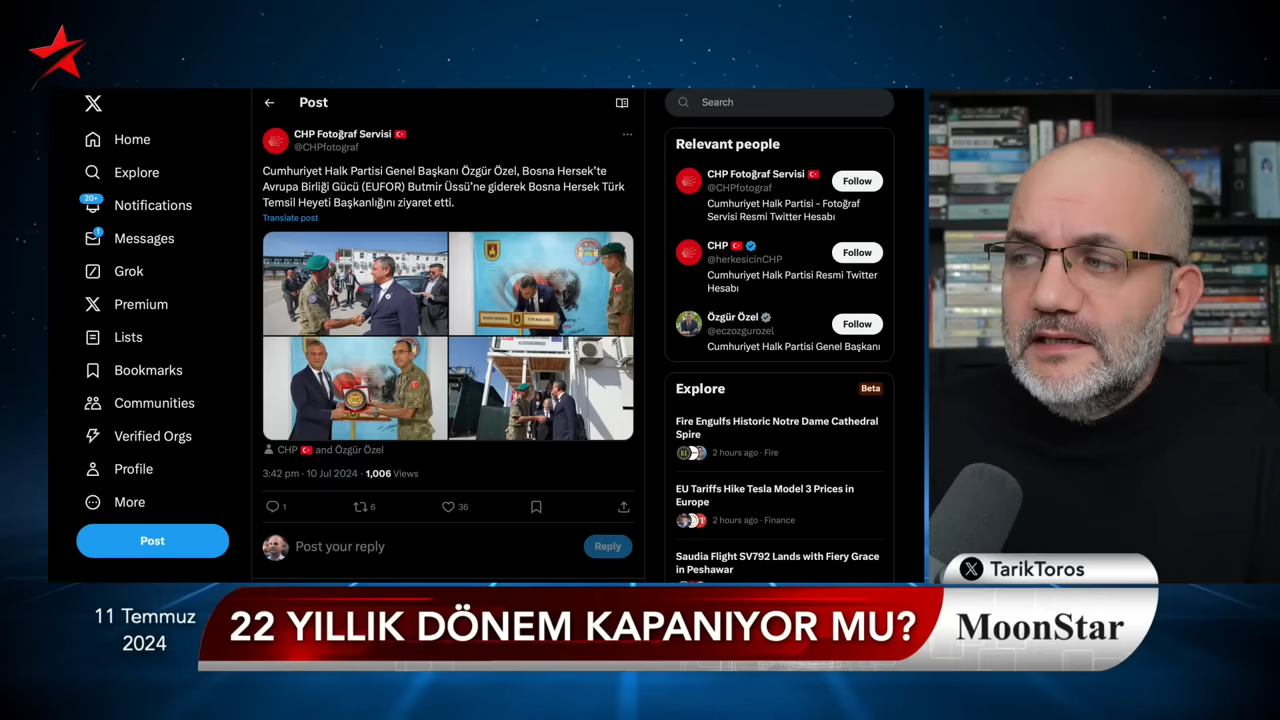 Home
Explore
20+
Notifications
1
Messages
Grok
Premium
Lists
Bookmarks
Communities
Verified Orgs
Profile
More
Post
Post
CHP Fotoğraf Servisi
@CHPfotograf
Cumhuriyet Halk Partisi Genel Başkanı Özgür Özel, Bosna Hersek'te
Avrupa Birliği Gücü (EUFOR) Butmir Üssü'ne giderek Bosna Hersek Türk
Temsil Heyeti Başkanlığını ziyaret etti.
Translate post
CHP and Özgür Özel
3:42 pm · 10 Jul 2024 · 1,006 Views
1 6 36
Post your reply
Reply
Search
Relevant people
CHP Fotoğraf Servisi
@CHPfotograf
Follow
Cumhuriyet Halk Partisi - Fotoğraf
Servisi Resmi Twitter Hesabı
CHP
@herkesicinCHP
Follow
Cumhuriyet Halk Partisi Resmi Twitter
Hesabı
Özgür Özel
@eczozgurozel
Follow
Cumhuriyet Halk Partisi Genel Başkanı
Explore
Beta
Fire Engulfs Historic Notre Dame Cathedral
Spire
2 hours ago · Fire
EU Tariffs Hike Tesla Model 3 Prices in
Europe
2 hours ago · Finance
Saudia Flight SV792 Lands with Fiery Grace
in Peshawar
TarikToros
11 Temmuz
2024
22 YILLIK DÖNEM KAPANIYOR MU?
MoonStar